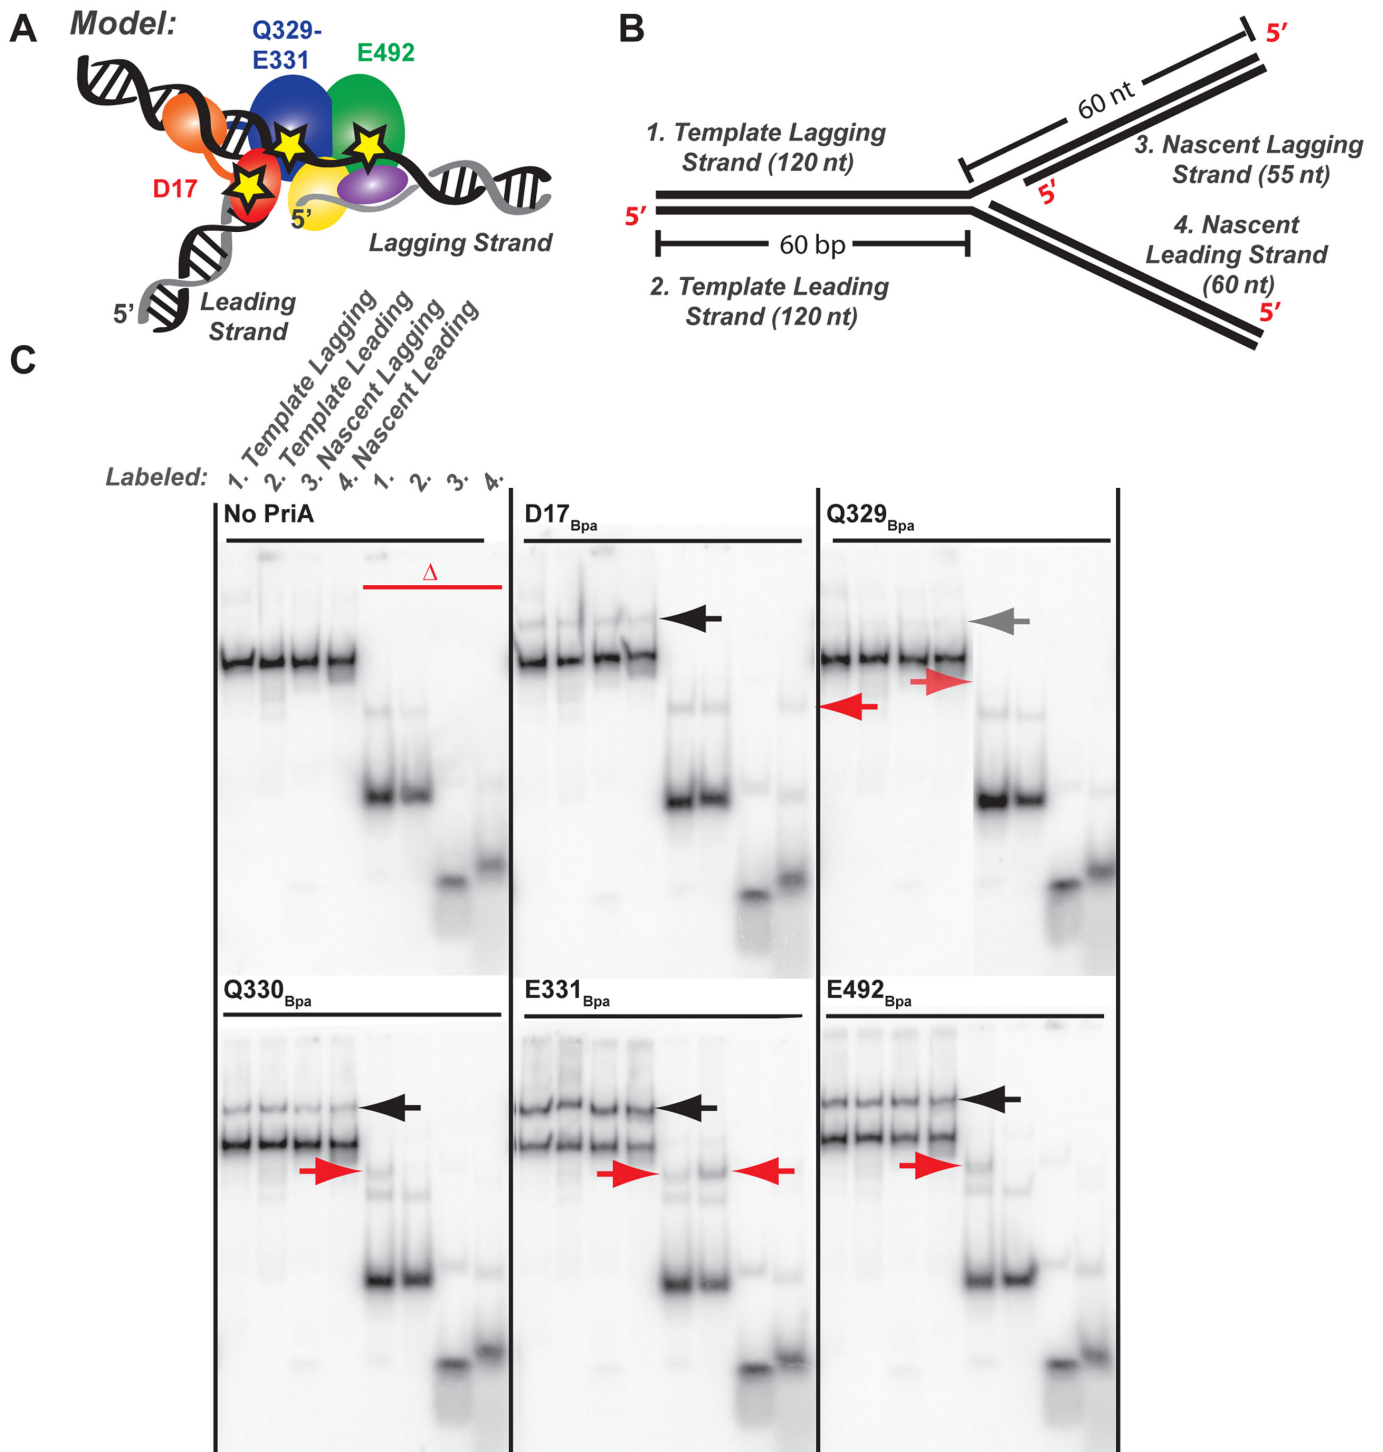 A
Model:
Q329-
E331
E492
D17
5’
Lagging Strand
5’
Leading
Strand
B
5’
60 nt
1. Template Lagging
Strand (120 nt)
3. Nascent Lagging
Strand (55 nt)
5’
5’
60 bp
4. Nascent
Leading Strand
(60 nt)
2. Template Leading
Strand (120 nt)
5’
C
Labeled:
1. Template Lagging
2. Template Leading
3. Nascent Lagging
4. Nascent Leading
1.
2.
3.
4.
No PriA
D17Bpa
Q329Bpa
Δ
Q330Bpa
E331Bpa
E492Bpa